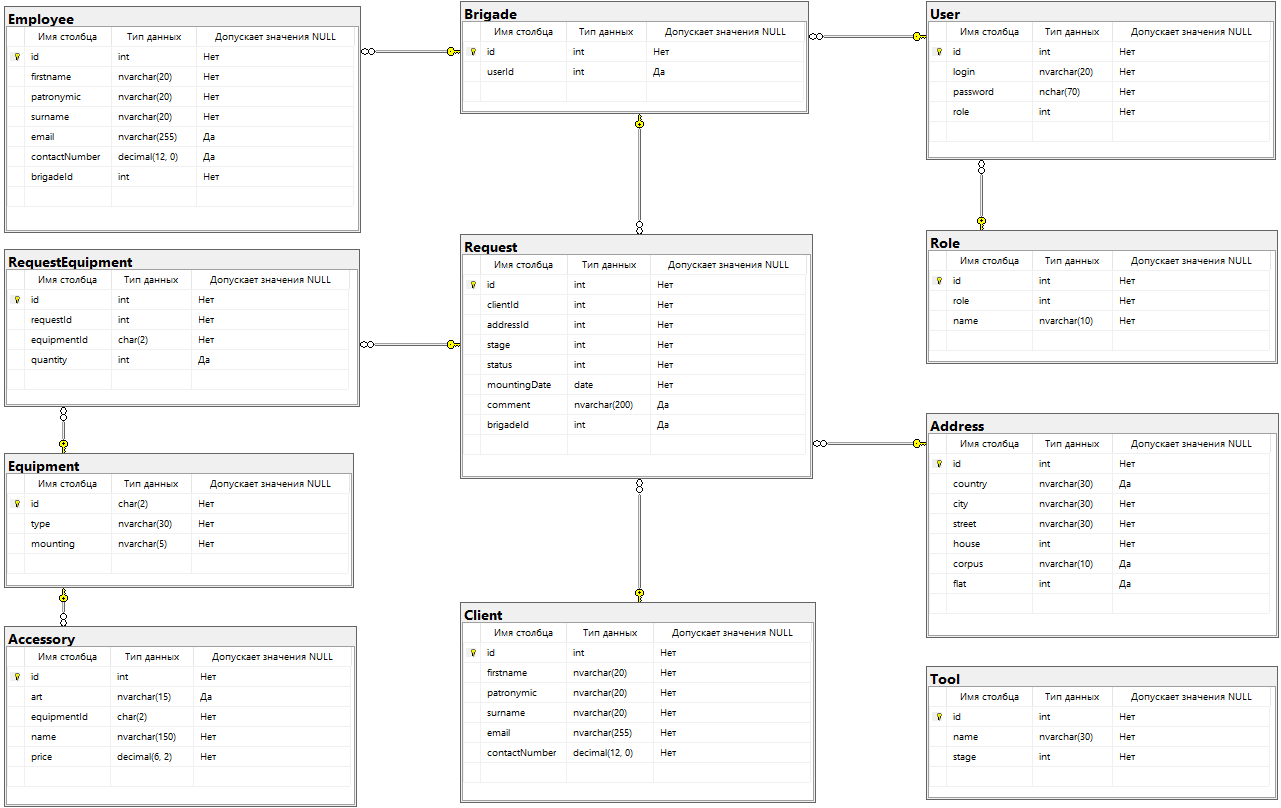 Employee
Имя столбца Тип данных Допускает значения NULL
id int Нет
firstname nvarchar(20) Нет
patronymic nvarchar(20) Нет
surname nvarchar(20) Нет
email nvarchar(255) Да
contactNumber decimal(12, 0) Да
brigadeId int Нет
Brigade
Имя столбца Тип данных Допускает значения NULL
id int Нет
userId int Да
User
Имя столбца Тип данных Допускает значения NULL
id int Нет
login nvarchar(20) Нет
password nchar(70) Нет
role int Нет
RequestEquipment
Имя столбца Тип данных Допускает значения NULL
id int Нет
requestId int Нет
equipmentId char(2) Нет
quantity int Да
Request
Имя столбца Тип данных Допускает значения NULL
id int Нет
clientId int Нет
addressId int Нет
stage int Нет
status int Нет
mountingDate date Нет
comment nvarchar(200) Да
brigadeId int Да
Role
Имя столбца Тип данных Допускает значения NULL
id int Нет
role int Нет
name nvarchar(10) Нет
Equipment
Имя столбца Тип данных Допускает значения NULL
id char(2) Нет
type nvarchar(30) Нет
mounting nvarchar(5) Нет
Address
Имя столбца Тип данных Допускает значения NULL
id int Нет
country nvarchar(30) Да
city nvarchar(30) Нет
street nvarchar(30) Нет
house int Нет
corpus nvarchar(10) Да
flat int Да
Accessory
Имя столбца Тип данных Допускает значения NULL
id int Нет
art nvarchar(15) Да
equipmentId char(2) Нет
name nvarchar(150) Нет
price decimal(6, 2) Нет
Client
Имя столбца Тип данных Допускает значения NULL
id int Нет
firstname nvarchar(20) Нет
patronymic nvarchar(20) Нет
surname nvarchar(20) Нет
email nvarchar(255) Нет
contactNumber decimal(12, 0) Нет
Tool
Имя столбца Тип данных Допускает значения NULL
id int Нет
name nvarchar(30) Нет
stage int Нет